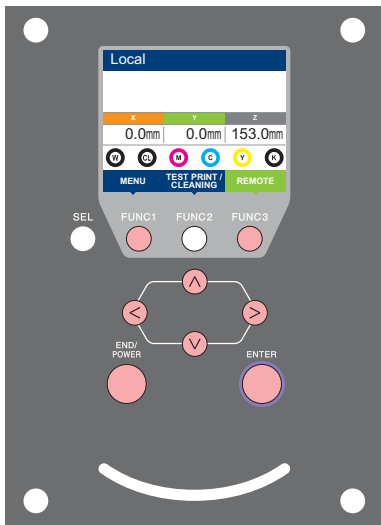 Local
X Y Z
0.0mm 0.0mm 153.0mm
W CL M C Y K
MENU TEST PRINT / CLEANING REMOTE
SEL FUNC1 FUNC2 FUNC3
END/
POWER
ENTER